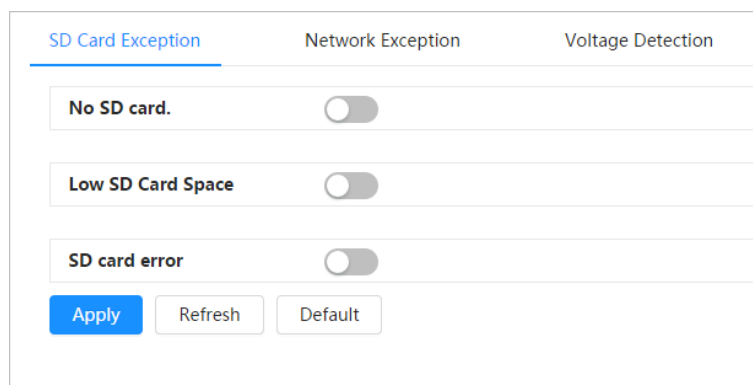 SD Card Exception Network Exception Voltage Detection
No SD card.
Low SD Card Space
SD card error
Apply Refresh Default